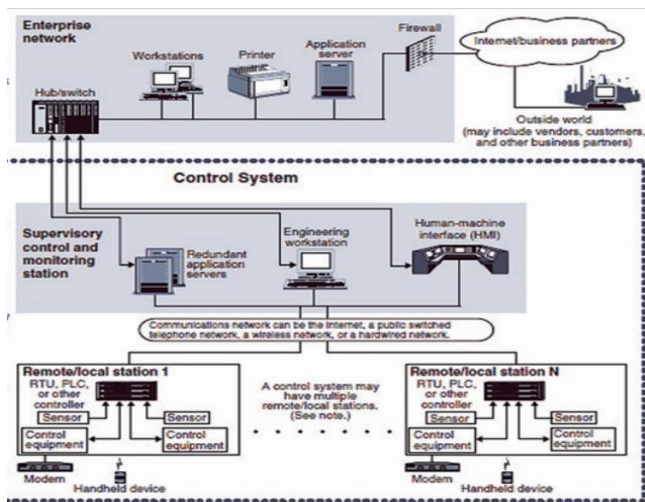 Enterprise
network
Workstations
Printer
Application
server
Firewall
Internet/business partners
Hub/switch
Outside world
(may include vendors, customers,
and other business partners)
Control System
Supervisory
control and
monitoring
station
Redundant
application
servers
Engineering
workstation
Human-machine
interface (HMI)
Communications network can be the Internet, a public switched
telephone network, a wireless network, or a hardwired network.
Remote/local station 1
RTU, PLC,
or other
controller
Sensor
Sensor
Control
equipment
Control
equipment
Modem
Handheld device
A control system may
have multiple
remote/local stations.
(See note.)
Remote/local station N
RTU, PLC,
or other
controller
Sensor
Sensor
Control
equipment
Control
equipment
Modem
Handheld device